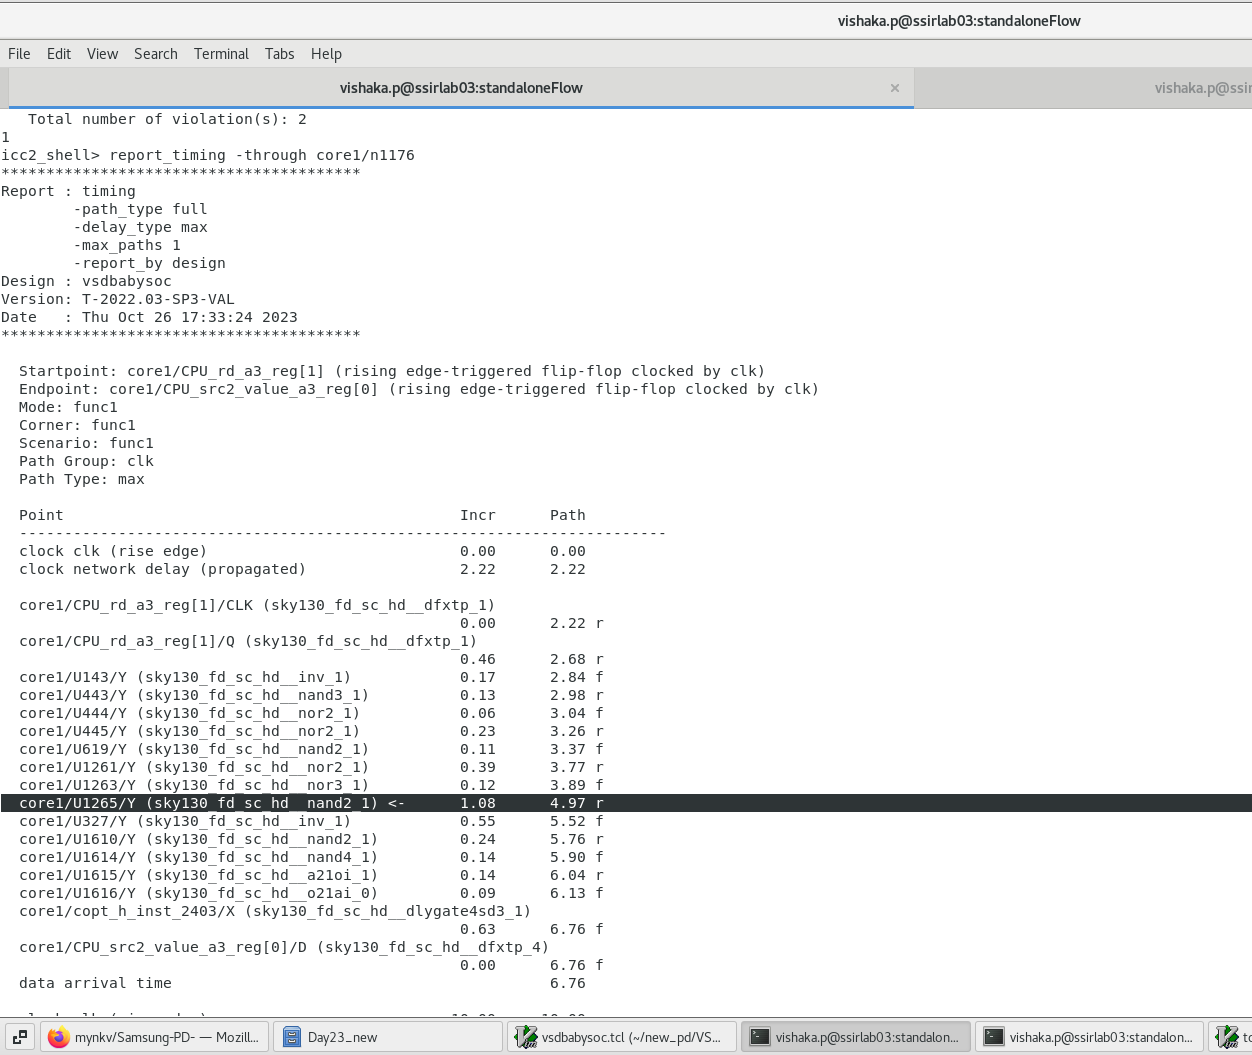 vishaka.p@ssirlab03:standaloneFlow
File Edit View Search Terminal Tabs Help
vishaka.p@ssirlab03:standaloneFlow × vishaka.p@ssir
   Total number of violation(s): 2
1
icc2_shell> report_timing -through core1/n1176
****************************************
Report : timing
        -path_type full
        -delay_type max
        -max_paths 1
        -report_by design
Design : vsdbabysoc
Version: T-2022.03-SP3-VAL
Date   : Thu Oct 26 17:33:24 2023
****************************************
  Startpoint: core1/CPU_rd_a3_reg[1] (rising edge-triggered flip-flop clocked by clk)
  Endpoint: core1/CPU_src2_value_a3_reg[0] (rising edge-triggered flip-flop clocked by clk)
  Mode: func1
  Corner: func1
  Scenario: func1
  Path Group: clk
  Path Type: max
  Point                                            Incr      Path
  ------------------------------------------------------------------------
  clock clk (rise edge)                            0.00      0.00
  clock network delay (propagated)                 2.22      2.22
  core1/CPU_rd_a3_reg[1]/CLK (sky130_fd_sc_hd__dfxtp_1)
                                                   0.00      2.22 r
  core1/CPU_rd_a3_reg[1]/Q (sky130_fd_sc_hd__dfxtp_1)
                                                   0.46      2.68 r
  core1/U143/Y (sky130_fd_sc_hd__inv_1)            0.17      2.84 f
  core1/U443/Y (sky130_fd_sc_hd__nand3_1)          0.13      2.98 r
  core1/U444/Y (sky130_fd_sc_hd__nor2_1)           0.06      3.04 f
  core1/U445/Y (sky130_fd_sc_hd__nor2_1)           0.23      3.26 r
  core1/U619/Y (sky130_fd_sc_hd__nand2_1)          0.11      3.37 f
  core1/U1261/Y (sky130_fd_sc_hd__nor2_1)          0.39      3.77 r
  core1/U1263/Y (sky130_fd_sc_hd__nor3_1)          0.12      3.89 f
  core1/U1265/Y (sky130_fd_sc_hd__nand2_1) <-      1.08      4.97 r
  core1/U327/Y (sky130_fd_sc_hd__inv_1)            0.55      5.52 f
  core1/U1610/Y (sky130_fd_sc_hd__nand2_1)         0.24      5.76 r
  core1/U1614/Y (sky130_fd_sc_hd__nand4_1)         0.14      5.90 f
  core1/U1615/Y (sky130_fd_sc_hd__a21oi_1)         0.14      6.04 r
  core1/U1616/Y (sky130_fd_sc_hd__o21ai_0)         0.09      6.13 f
  core1/copt_h_inst_2403/X (sky130_fd_sc_hd__dlygate4sd3_1)
                                                   0.63      6.76 f
  core1/CPU_src2_value_a3_reg[0]/D (sky130_fd_sc_hd__dfxtp_4)
                                                   0.00      6.76 f
  data arrival time                                          6.76
mynkv/Samsung-PD- — Mozill... Day23_new vsdbabysoc.tcl (~/new_pd/VS... vishaka.p@ssirlab03:standalon... vishaka.p@ssirlab03:standalon...